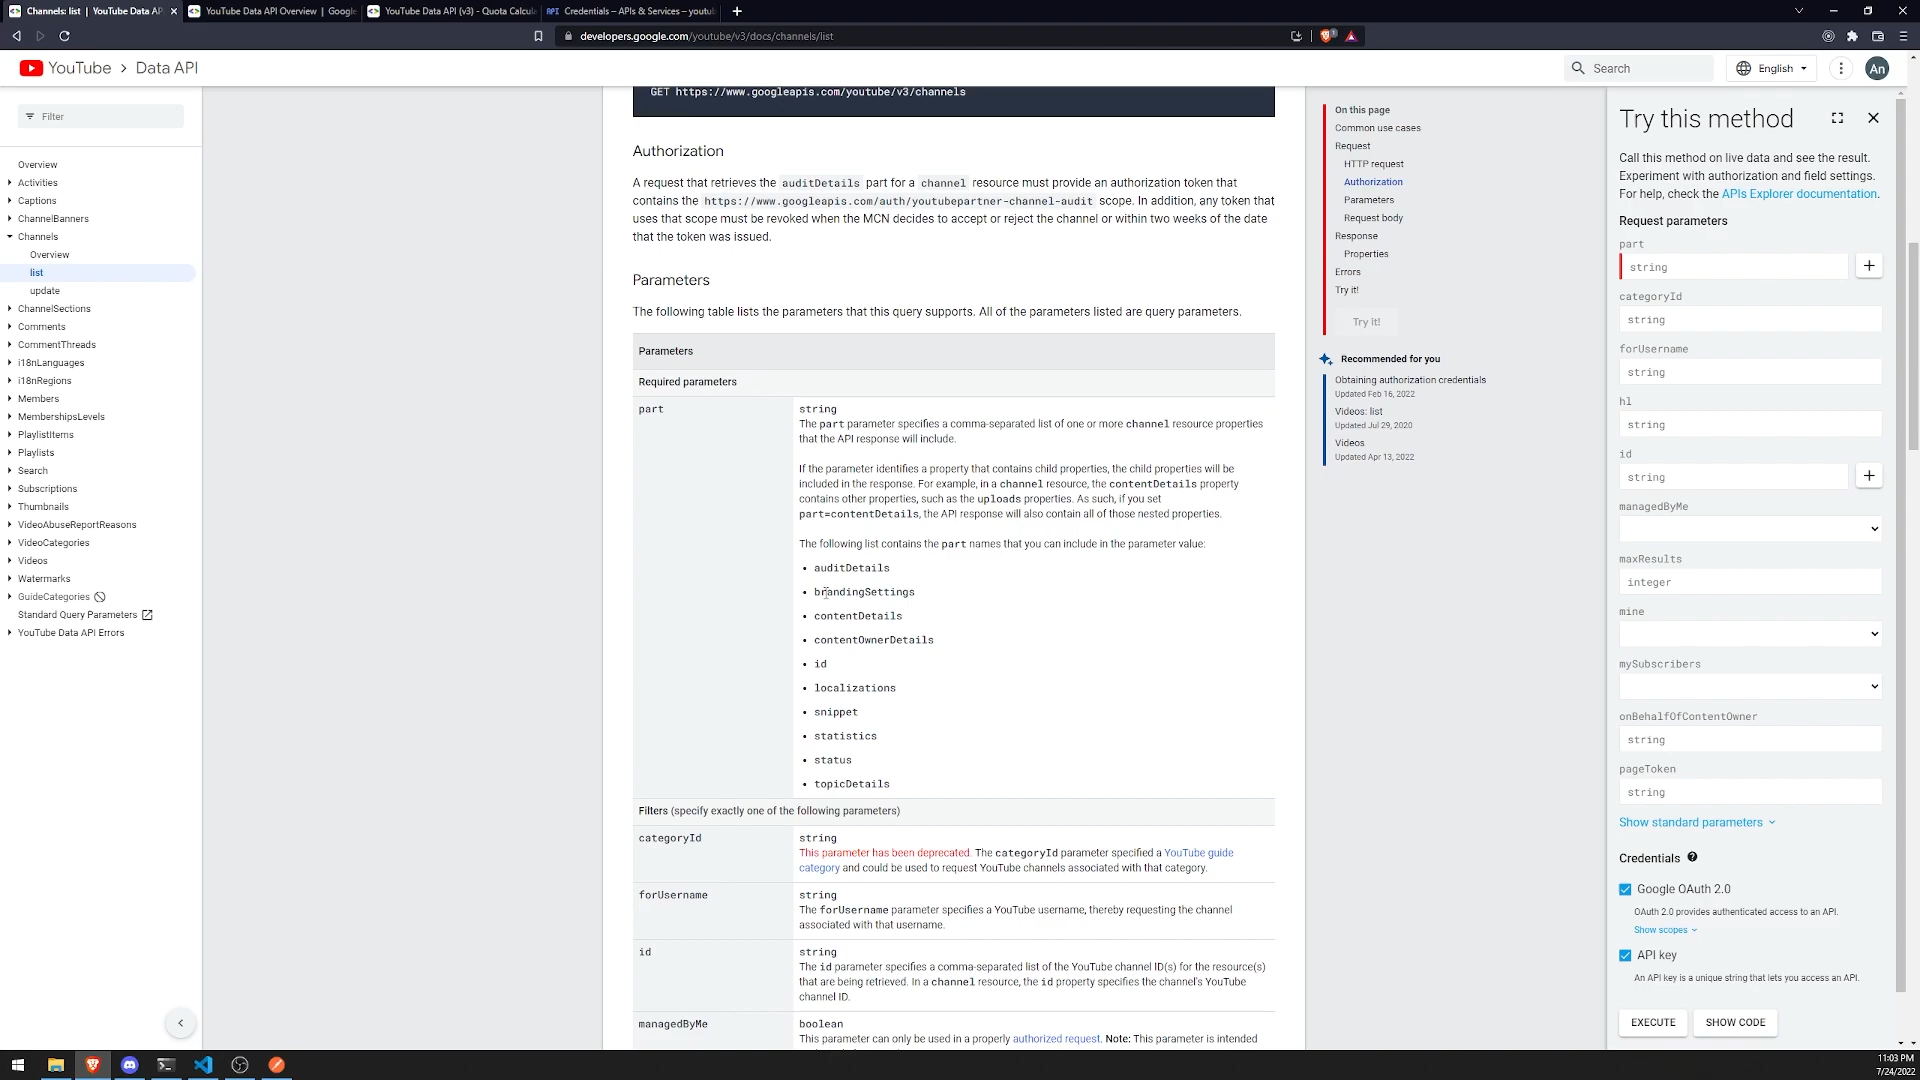 Channels: list | YouTube Data AP
YouTube Data API Overview | Google
YouTube Data API (v3) - Quota Calcula
API Credentials – APIs & Services – youtub
developers.google.com/youtube/v3/docs/channels/list
YouTube > Data API
Search
English
An
Filter
Overview
Activities
Captions
ChannelBanners
Channels
Overview
list
update
ChannelSections
Comments
CommentThreads
i18nLanguages
i18nRegions
Members
MembershipsLevels
PlaylistItems
Playlists
Search
Subscriptions
Thumbnails
VideoAbuseReportReasons
VideoCategories
Videos
Watermarks
GuideCategories
Standard Query Parameters
YouTube Data API Errors
GET https://www.googleapis.com/youtube/v3/channels
Authorization
A request that retrieves the auditDetails part for a channel resource must provide an authorization token that
contains the https://www.googleapis.com/auth/youtubepartner-channel-audit scope. In addition, any token that
uses that scope must be revoked when the MCN decides to accept or reject the channel or within two weeks of the date
that the token was issued.
Parameters
The following table lists the parameters that this query supports. All of the parameters listed are query parameters.
Parameters
Required parameters
part
string
The part parameter specifies a comma-separated list of one or more channel resource properties
that the API response will include.
If the parameter identifies a property that contains child properties, the child properties will be
included in the response. For example, in a channel resource, the contentDetails property
contains other properties, such as the uploads properties. As such, if you set
part=contentDetails, the API response will also contain all of those nested properties.
The following list contains the part names that you can include in the parameter value:
• auditDetails
• brandingSettings
• contentDetails
• contentOwnerDetails
• id
• localizations
• snippet
• statistics
• status
• topicDetails
Filters (specify exactly one of the following parameters)
categoryId
string
This parameter has been deprecated. The categoryId parameter specified a YouTube guide
category and could be used to request YouTube channels associated with that category.
forUsername
string
The forUsername parameter specifies a YouTube username, thereby requesting the channel
associated with that username.
id
string
The id parameter specifies a comma-separated list of the YouTube channel ID(s) for the resource(s)
that are being retrieved. In a channel resource, the id property specifies the channel's YouTube
channel ID.
managedByMe
boolean
This parameter can only be used in a properly authorized request. Note: This parameter is intended
On this page
Common use cases
Request
HTTP request
Authorization
Parameters
Request body
Response
Properties
Errors
Try it!
Try it!
Recommended for you
Obtaining authorization credentials
Updated Feb 16, 2022
Videos: list
Updated Jul 29, 2020
Videos
Updated Apr 13, 2022
Try this method
Call this method on live data and see the result.
Experiment with authorization and field settings.
For help, check the APIs Explorer documentation.
Request parameters
part
string
categoryId
string
forUsername
string
hl
string
id
string
managedByMe
maxResults
integer
mine
mySubscribers
onBehalfOfContentOwner
string
pageToken
string
Show standard parameters
Credentials
Google OAuth 2.0
OAuth 2.0 provides authenticated access to an API.
Show scopes
API key
An API key is a unique string that lets you access an API.
EXECUTE
SHOW CODE
11:03 PM
7/24/2022